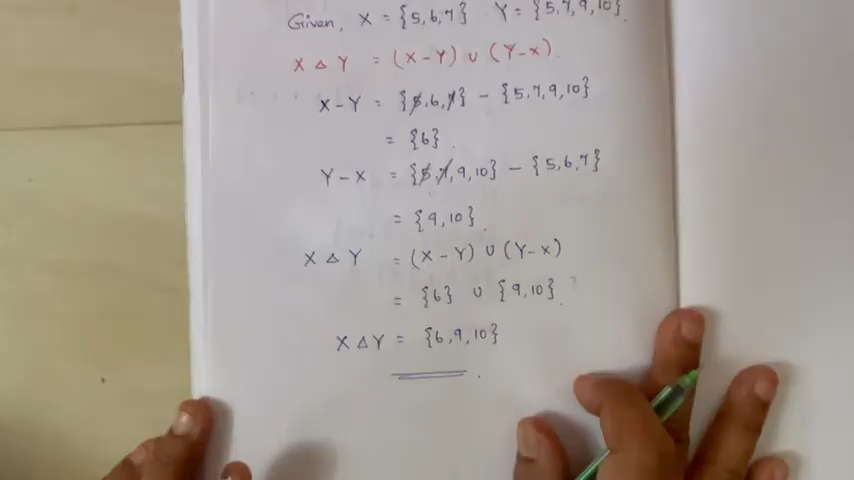 Given, X = {5,6,7} Y = {5,7,9,10}.
X Δ Y = (X-Y) ∪ (Y-X).
X-Y = {5,6,7} - {5,7,9,10}
= {6}.
Y-X = {5,7,9,10} - {5,6,7}
= {9,10}.
X Δ Y = (X-Y) ∪ (Y-X)
= {6} ∪ {9,10}.
X Δ Y = {6,9,10}